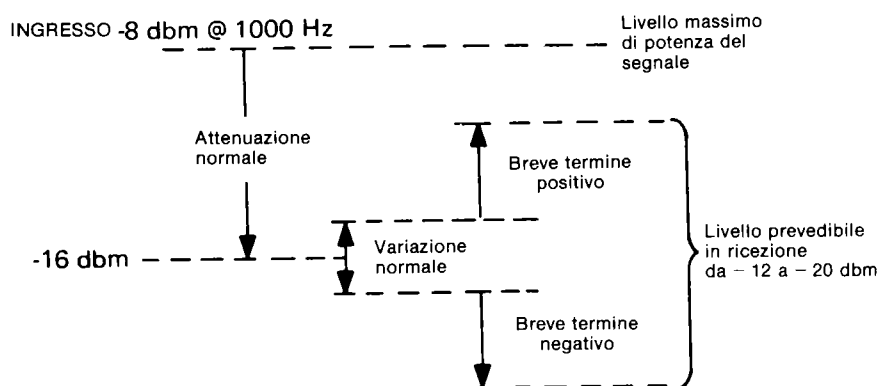 INGRESSO -8 dbm @ 1000 Hz
Livello massimo
di potenza del
segnale
Attenuazione
normale
Breve termine
positivo
-16 dbm
Variazione
normale
Livello prevedibile
in ricezione
da – 12 a – 20 dbm
Breve termine
negativo